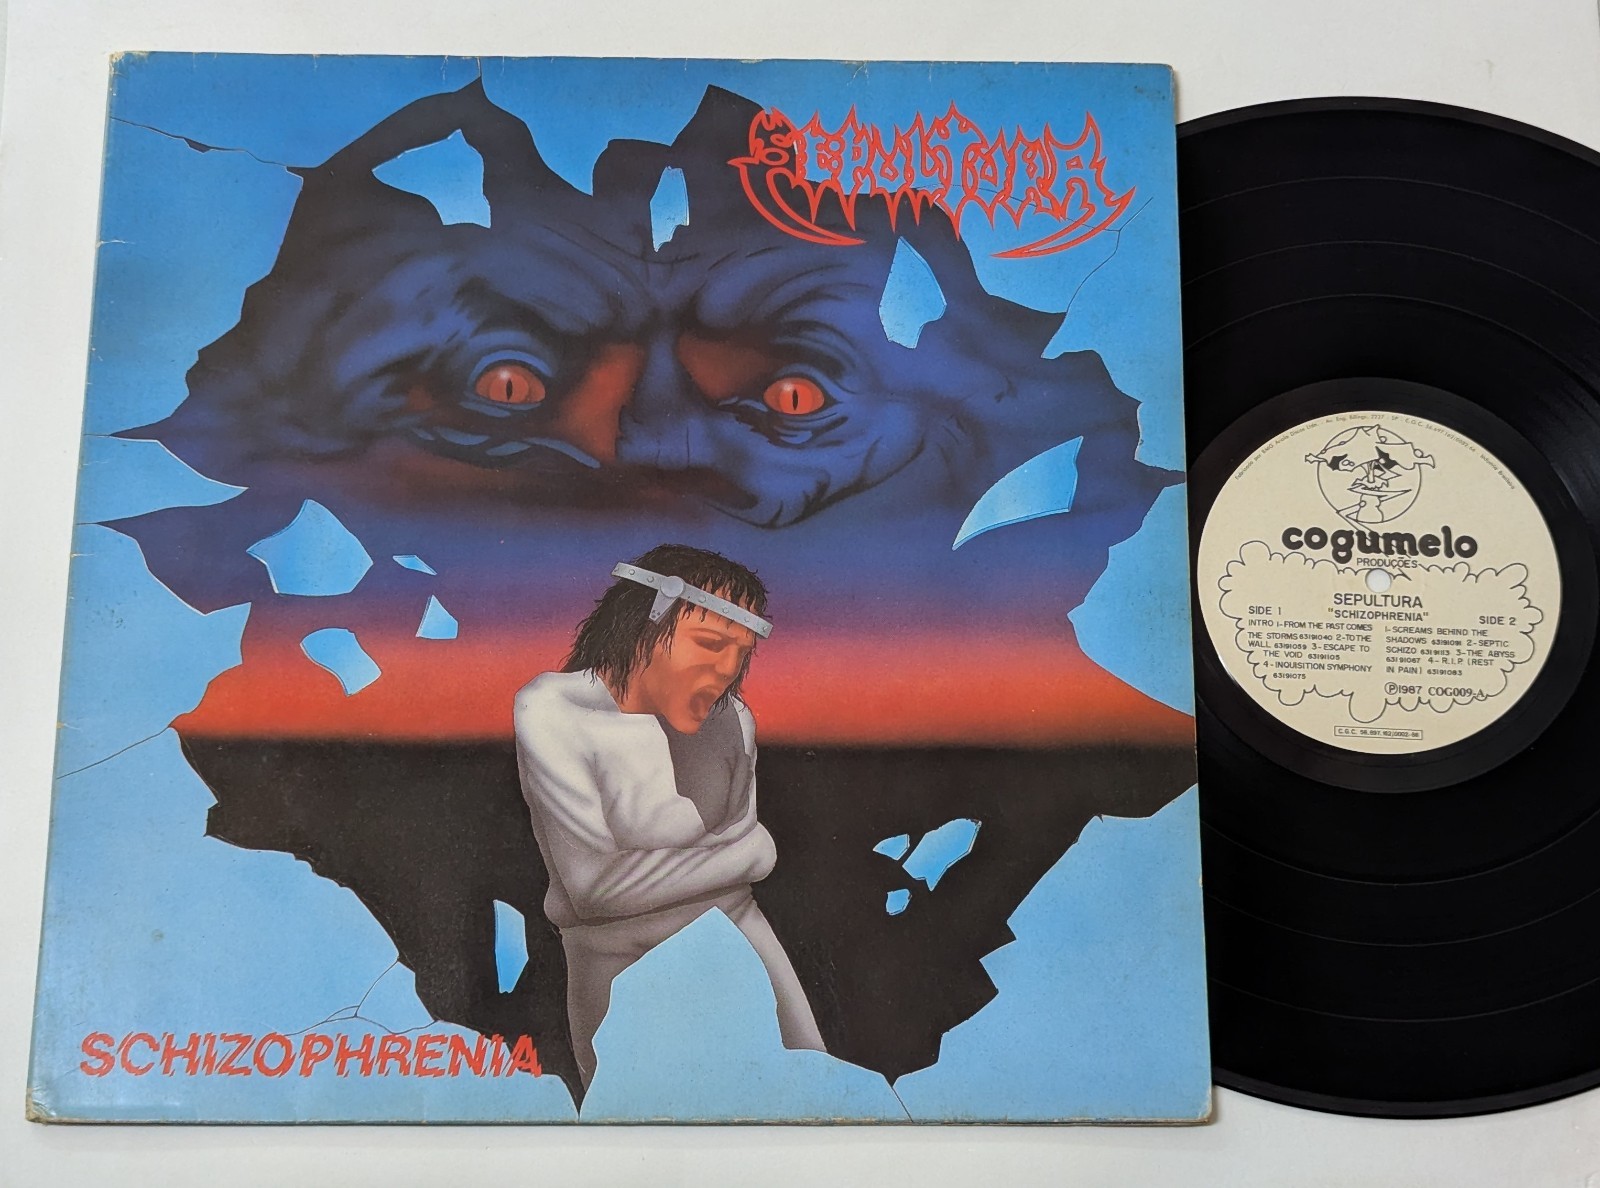 SEPULTURA
SCHIZOPHRENIA
cogumelo
PRODUÇÕES
SEPULTURA
"SCHIZOPHRENIA"
SIDE 1
INTRO 1-FROM THE PAST COMES
THE STORMS 63191040 2-TO THE
WALL 63191059 3-ESCAPE TO
THE VOID 63191105
4-INQUISITION SYMPHONY
63191075
SIDE 2
1-SCREAMS BEHIND THE
SHADOWS 63191091 2-SEPTIC
SCHIZO 63191113 3-THE ABYSS
63191067 4-R.I.P. (REST
IN PAIN) 63191083
Ⓟ1987 COG009-A